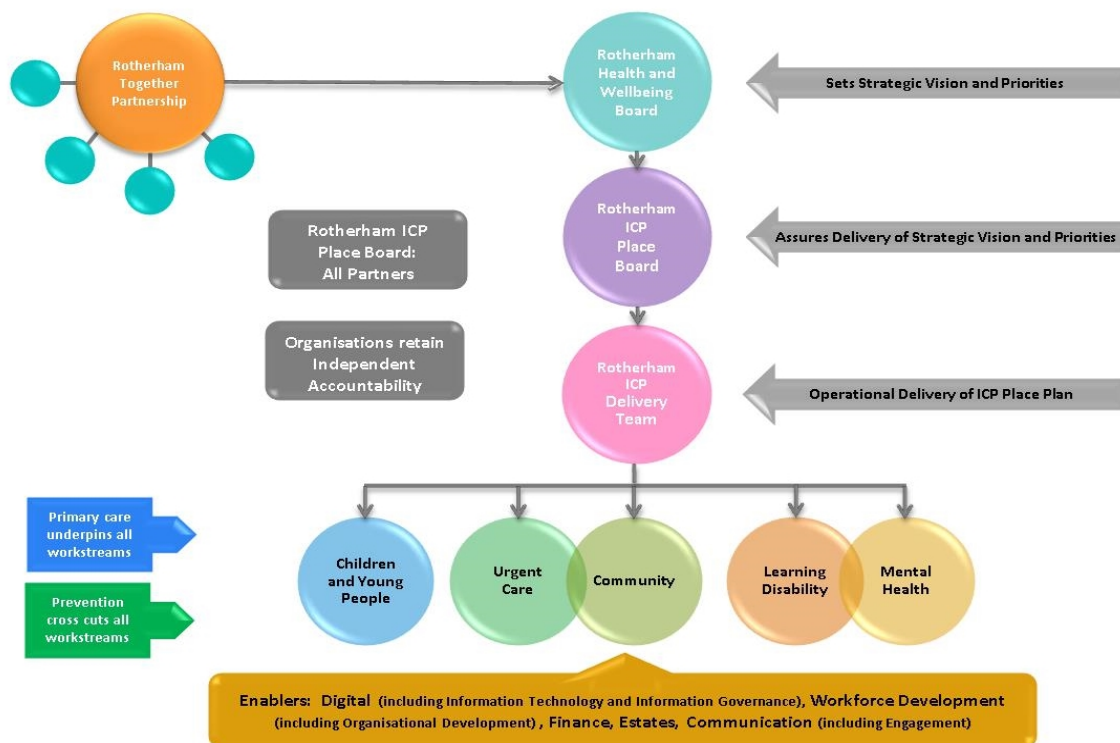 Rotherham
Together
Partnership
Rotherham
Health and
Wellbeing
Board
Sets Strategic Vision and Priorities
Rotherham ICP
Place Board:
All Partners
Rotherham
ICP
Place
Board
Assures Delivery of Strategic Vision and Priorities
Organisations retain
Independent
Accountability
Rotherham
ICP
Delivery
Team
Operational Delivery of ICP Place Plan
Primary care
underpins all
workstreams
Prevention
cross cuts all
workstreams
Children
and Young
People
Urgent
Care
Community
Learning
Disability
Mental
Health
Enablers: Digital (including Information Technology and Information Governance), Workforce Development
(including Organisational Development) , Finance, Estates, Communication (including Engagement)